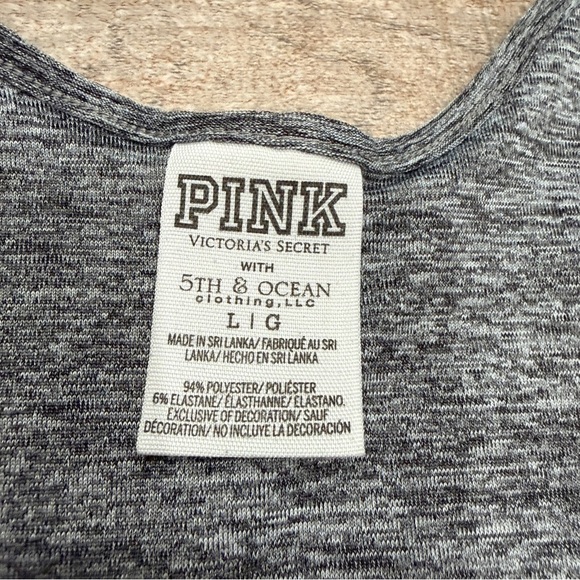 PINK
VICTORIA'S SECRET
WITH
5TH & OCEAN
clothing, LLC
L | G
MADE IN SRI LANKA/ FABRIQUÉ AU SRI
LANKA/ HECHO EN SRI LANKA
94% POLYESTER/ POLIÉSTER
6% ELASTANE/ ÉLASTHANNE/ ELASTANO
EXCLUSIVE OF DECORATION/ SAUF
DÉCORATION/ NO INCLUYE LA DECORACIÓN